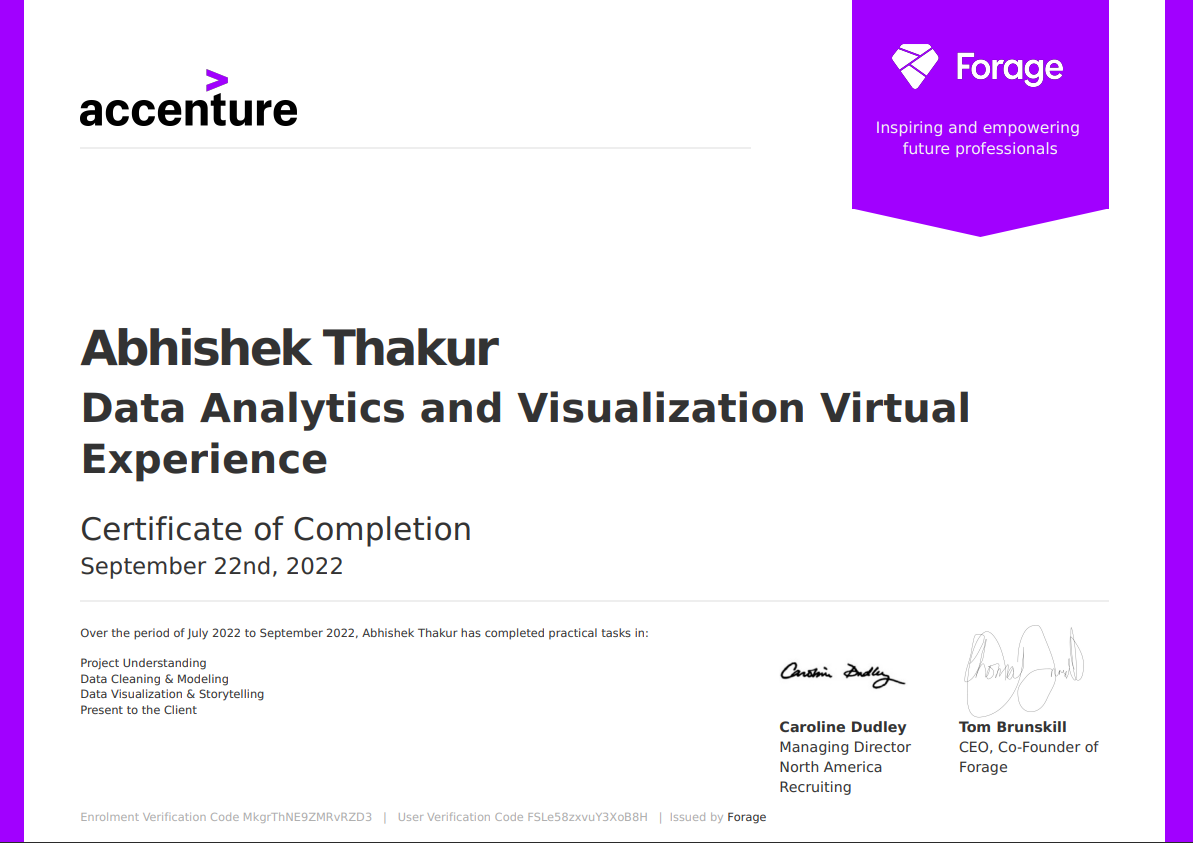 accenture
Forage
Inspiring and empowering
future professionals
Abhishek Thakur
Data Analytics and Visualization Virtual
Experience
Certificate of Completion
September 22nd, 2022
Over the period of July 2022 to September 2022, Abhishek Thakur has completed practical tasks in:
Project Understanding
Data Cleaning & Modeling
Data Visualization & Storytelling
Present to the Client
Caroline Dudley
Caroline Dudley
Managing Director
North America
Recruiting
Thomas Brunskill
Tom Brunskill
CEO, Co-Founder of
Forage
Enrolment Verification Code MkgrThNE9ZMRvRZD3 | User Verification Code FSLe58zxvuY3XoB8H | Issued by Forage